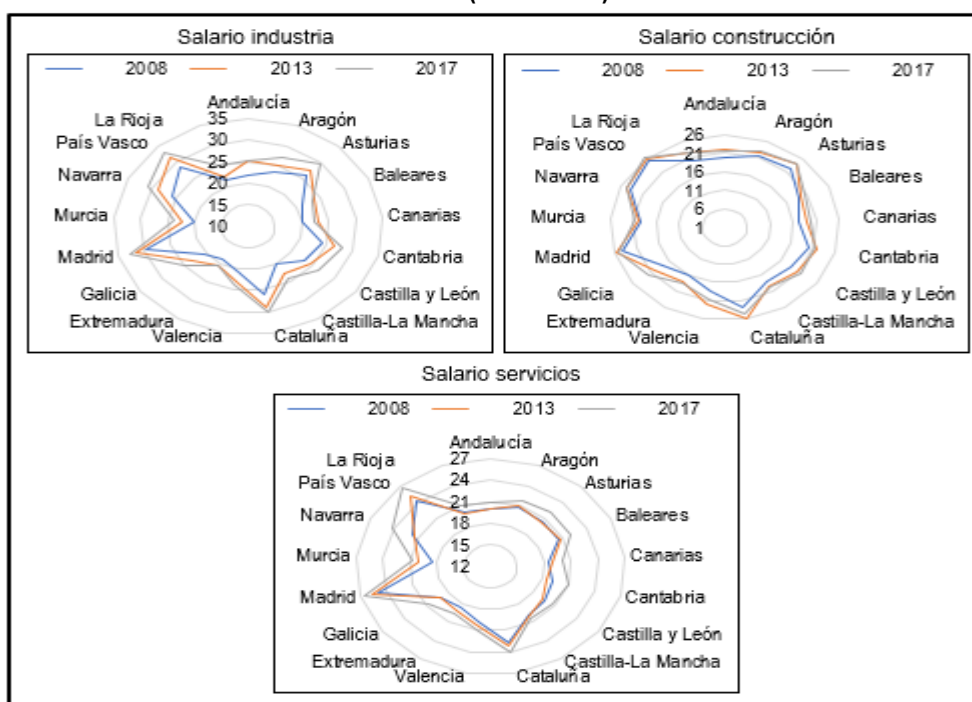 Salario industria
2008 2013 2017
Andalucía
Aragón
Asturias
Baleares
Canarias
Cantabria
Castilla y León
Castilla-La Mancha
Cataluña
Valencia
Extremadura
Galicia
Madrid
Murcia
Navarra
País Vasco
La Rioja
35
30
25
20
15
10
Salario construcción
2008 2013 2017
Andalucía
Aragón
Asturias
Baleares
Canarias
Cantabria
Castilla y León
Castilla-La Mancha
Cataluña
Valencia
Extremadura
Galicia
Madrid
Murcia
Navarra
País Vasco
La Rioja
26
21
16
11
6
1
Salario servicios
2008 2013 2017
Andalucía
Aragón
Asturias
Baleares
Canarias
Cantabria
Castilla y León
Castilla-La Mancha
Cataluña
Valencia
Extremadura
Galicia
Madrid
Murcia
Navarra
País Vasco
La Rioja
27
24
21
18
15
12